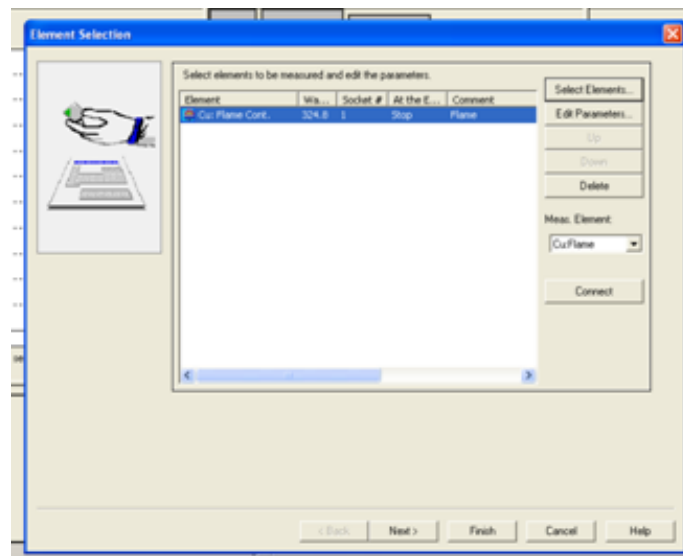 Element Selection
Select elements to be measured and edit the parameters.
Element Wa... Socket # At the E... Comment
Cu: Flame Cont. 324.8 1 Stop Flame
Select Elements...
Edit Parameters...
Up
Down
Delete
Meas. Element:
Cu:Flame
Connect
< Back Next > Finish Cancel Help